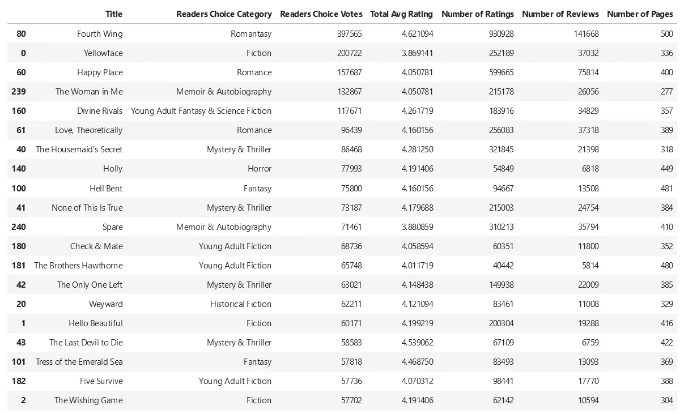 Title Readers Choice Category Readers Choice Votes Total Avg Rating Number of Ratings Number of Reviews Number of Pages
80 Fourth Wing Romantasy 397565 4.621094 930928 141668 500
0 Yellowface Fiction 200722 3.869141 252189 37032 336
60 Happy Place Romance 157687 4.050781 599665 75814 400
239 The Woman in Me Memoir & Autobiography 132867 4.050781 215178 26056 277
160 Divine Rivals Young Adult Fantasy & Science Fiction 117671 4.261719 183916 34829 357
61 Love, Theoretically Romance 96439 4.160156 256083 37318 389
40 The Housemaid's Secret Mystery & Thriller 86468 4.281250 321845 21398 318
140 Holly Horror 77993 4.191406 54849 6818 449
100 Hell Bent Fantasy 75800 4.160156 94667 13508 481
41 None of This Is True Mystery & Thriller 73187 4.179688 215003 24754 384
240 Spare Memoir & Autobiography 71461 3.880859 310213 35794 410
180 Check & Mate Young Adult Fiction 68736 4.058594 60351 11800 352
181 The Brothers Hawthorne Young Adult Fiction 65748 4.011719 40442 5814 480
42 The Only One Left Mystery & Thriller 63021 4.148438 149938 22009 385
20 Weyward Historical Fiction 62211 4.121094 83461 11008 329
1 Hello Beautiful Fiction 60171 4.199219 200304 19288 416
43 The Last Devil to Die Mystery & Thriller 58583 4.539062 67109 6759 422
101 Tress of the Emerald Sea Fantasy 57818 4.468750 83493 13093 369
182 Five Survive Young Adult Fiction 57736 4.070312 98441 17770 388
2 The Wishing Game Fiction 57702 4.191406 62142 10594 304